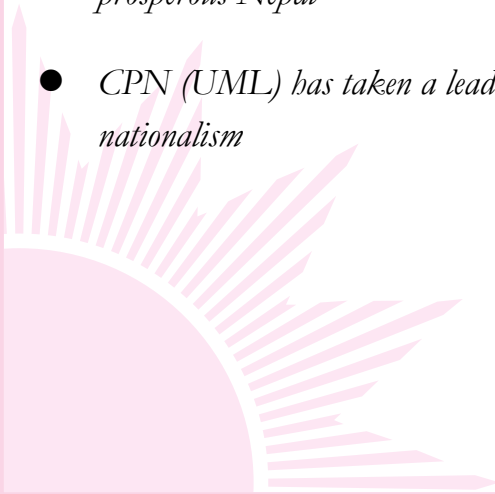 prosperous Nepal
CPN (UML) has taken a lead
nationalism